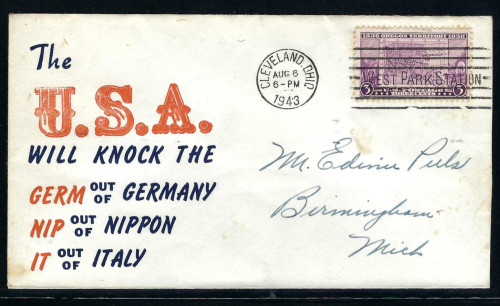 The
U.S.A.
WILL KNOCK THE
GERM OUT OF GERMANY
NIP OUT OF NIPPON
IT OUT OF ITALY
CLEVELAND, OHIO
AUG 6
6-PM
1943
1836 OREGON TERRITORY 1936
WEST PARK STATION
3 3
Mr. Edwin Peels
Birmingham
Mich